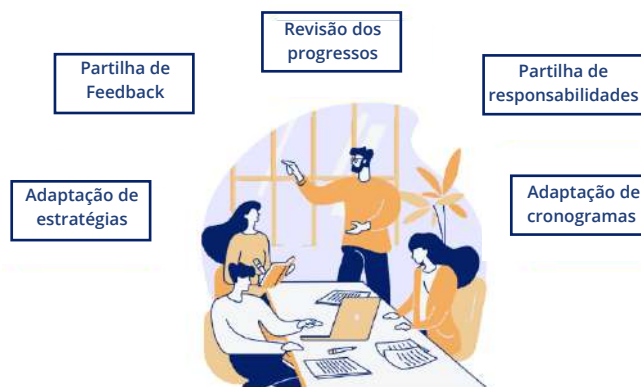 Revisão dos
progressos
Partilha de
Feedback
Partilha de
responsabilidades
Adaptação de
estratégias
Adaptação de
cronogramas